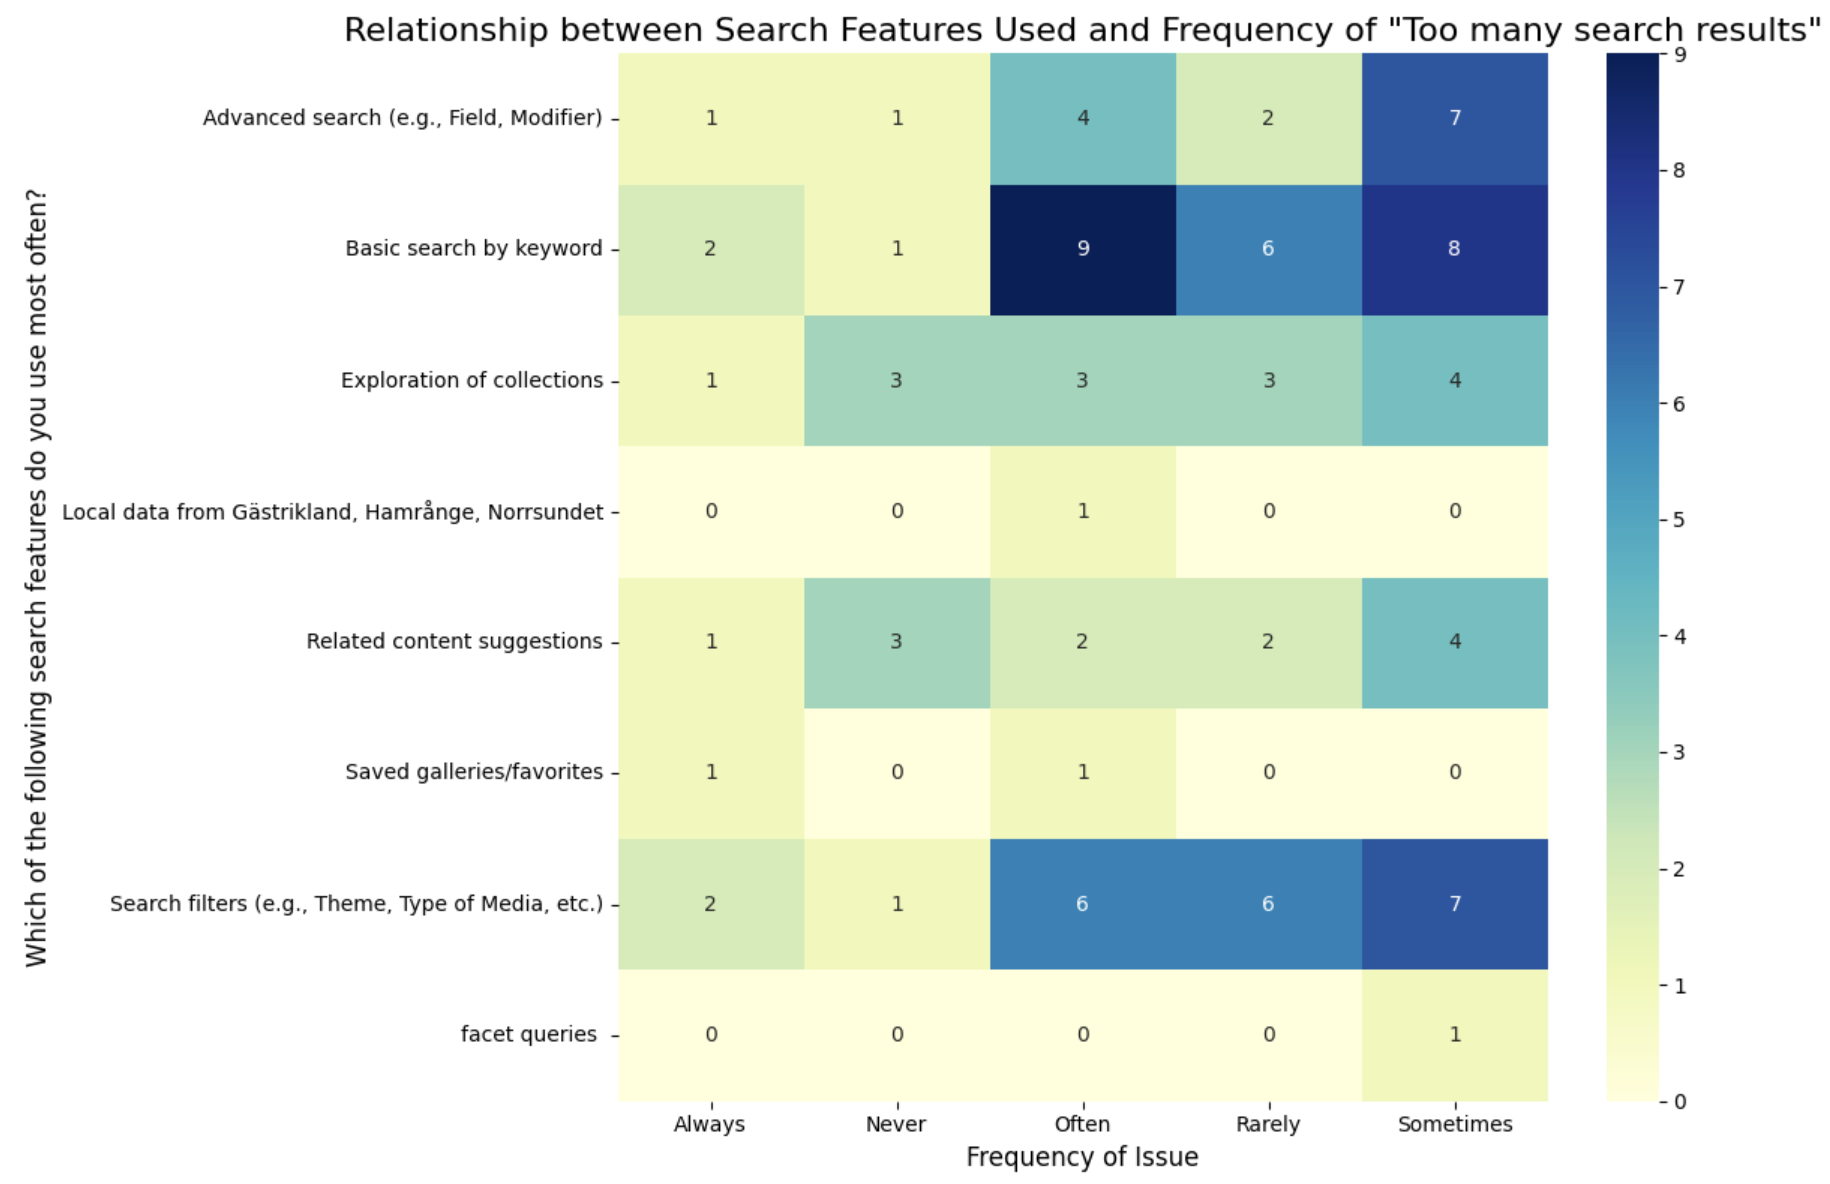 Relationship between Search Features Used and Frequency of "Too many search results"
Which of the following search features do you use most often?
Advanced search (e.g., Field, Modifier) 1 1 4 2 7
Basic search by keyword 2 1 9 6 8
Exploration of collections 1 3 3 3 4
Local data from Gästrikland, Hamrånge, Norrsundet 0 0 1 0 0
Related content suggestions 1 3 2 2 4
Saved galleries/favorites 1 0 1 0 0
Search filters (e.g., Theme, Type of Media, etc.) 2 1 6 6 7
facet queries 0 0 0 0 1
Always Never Often Rarely Sometimes
Frequency of Issue
9
8
7
6
5
4
3
2
1
0